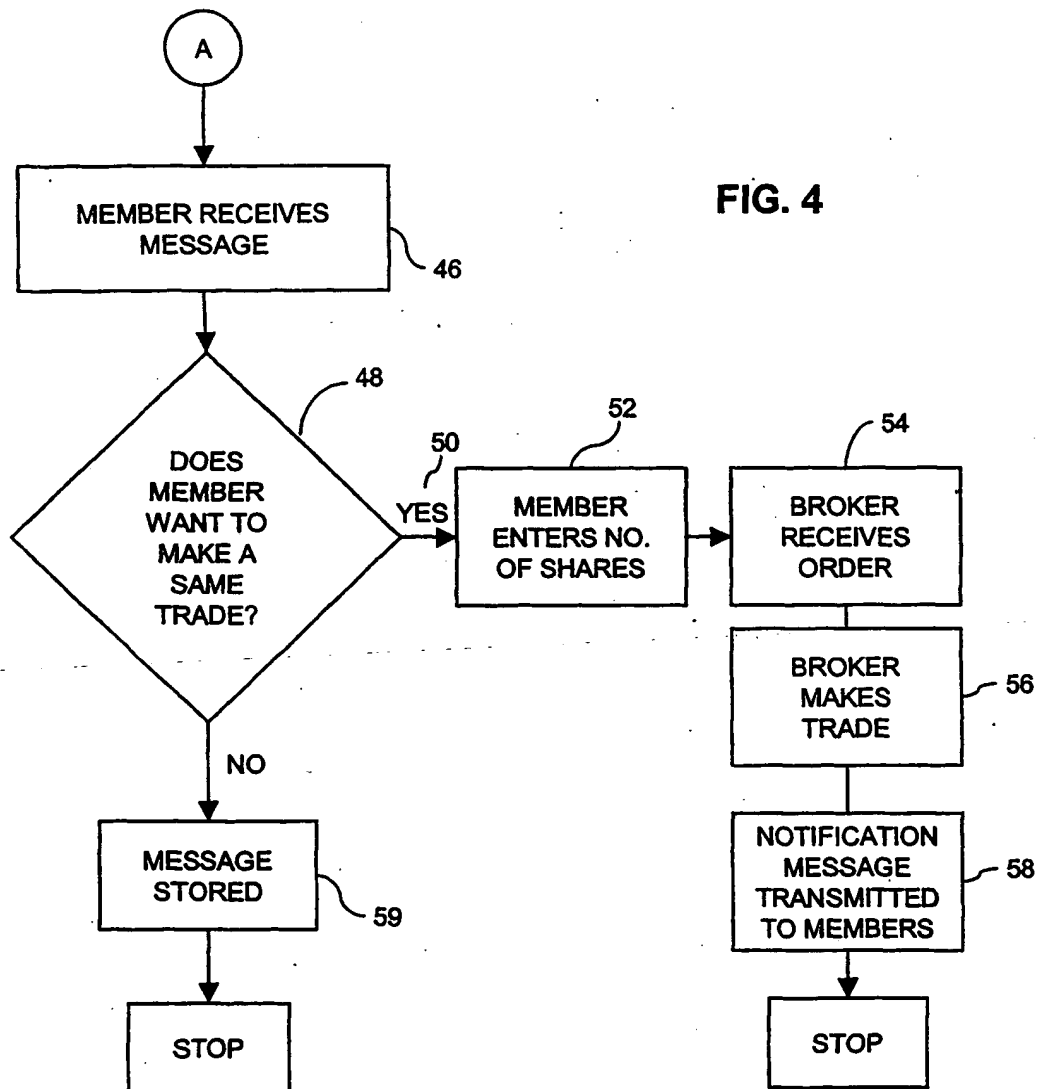 A
MEMBER RECEIVES
MESSAGE
46
FIG. 4
48
DOES
MEMBER
WANT TO
MAKE A
SAME
TRADE?
50
YES
52
MEMBER
ENTERS NO.
OF SHARES
54
BROKER
RECEIVES
ORDER
BROKER
MAKES
TRADE
56
NO
MESSAGE
STORED
59
NOTIFICATION
MESSAGE
TRANSMITTED
TO MEMBERS
58
STOP
STOP